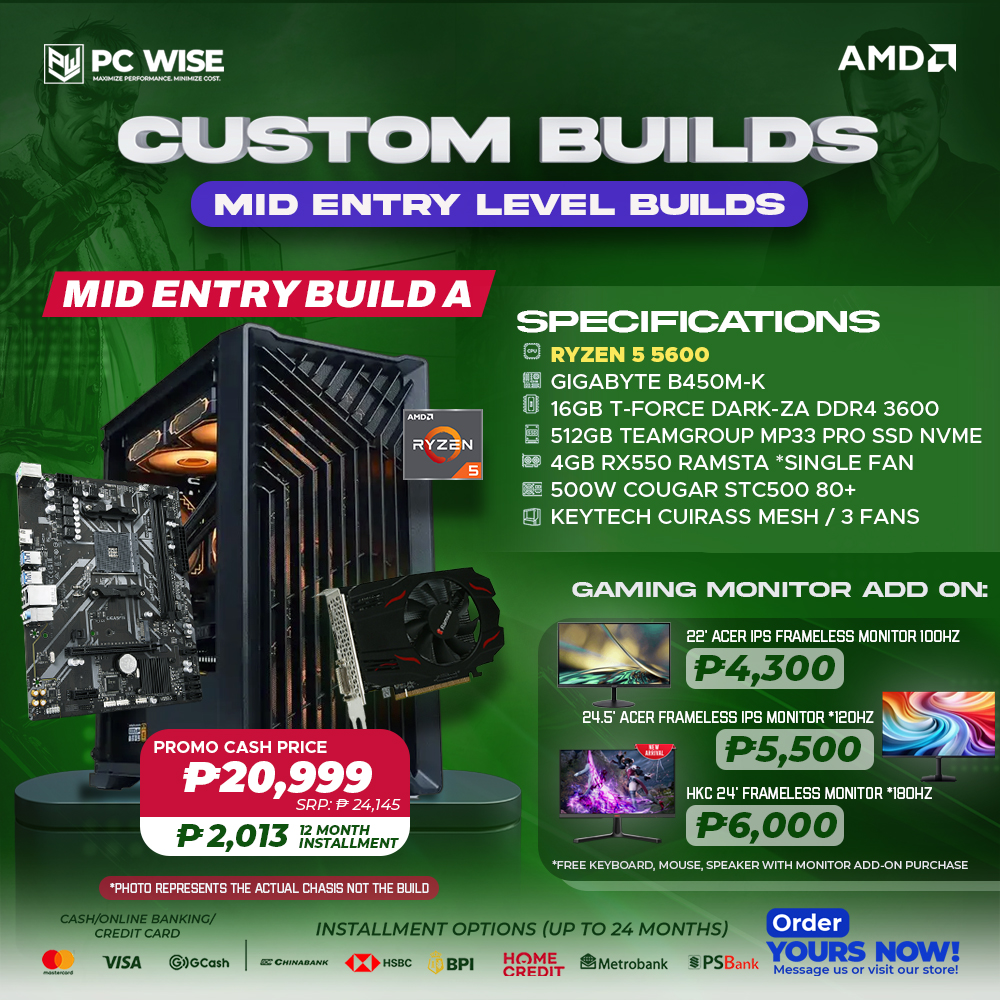 PC WISE
MAXIMIZE PERFORMANCE. MINIMIZE COST.
AMD
CUSTOM BUILDS
MID ENTRY LEVEL BUILDS
MID ENTRY BUILD A
SPECIFICATIONS
CPU
RYZEN 5 5600
GIGABYTE B450M-K
16GB T-FORCE DARK-ZA DDR4 3600
512GB TEAMGROUP MP33 PRO SSD NVME
4GB RX550 RAMSTA *SINGLE FAN
500W COUGAR STC500 80+
KEYTECH CUIRASS MESH / 3 FANS
AMD
RYZEN
5
GAMING MONITOR ADD ON:
22' ACER IPS FRAMELESS MONITOR 100HZ
₱4,300
24.5' ACER FRAMELESS IPS MONITOR *120HZ
₱5,500
NEW
ARRIVAL
HKC 24' FRAMELESS MONITOR *180HZ
₱6,000
*FREE KEYBOARD, MOUSE, SPEAKER WITH MONITOR ADD-ON PURCHASE
PROMO CASH PRICE
₱20,999
SRP: ₱ 24,145
₱2,013 12 MONTH
INSTALLMENT
*PHOTO REPRESENTS THE ACTUAL CHASIS NOT THE BUILD
CASH/ONLINE BANKING/
CREDIT CARD
mastercard
VISA
GCash
INSTALLMENT OPTIONS (UP TO 24 MONTHS)
CHINABANK
HSBC
BPI
HOME
CREDIT
Metrobank
PSBank
Order
YOURS NOW!
Message us or visit our store!